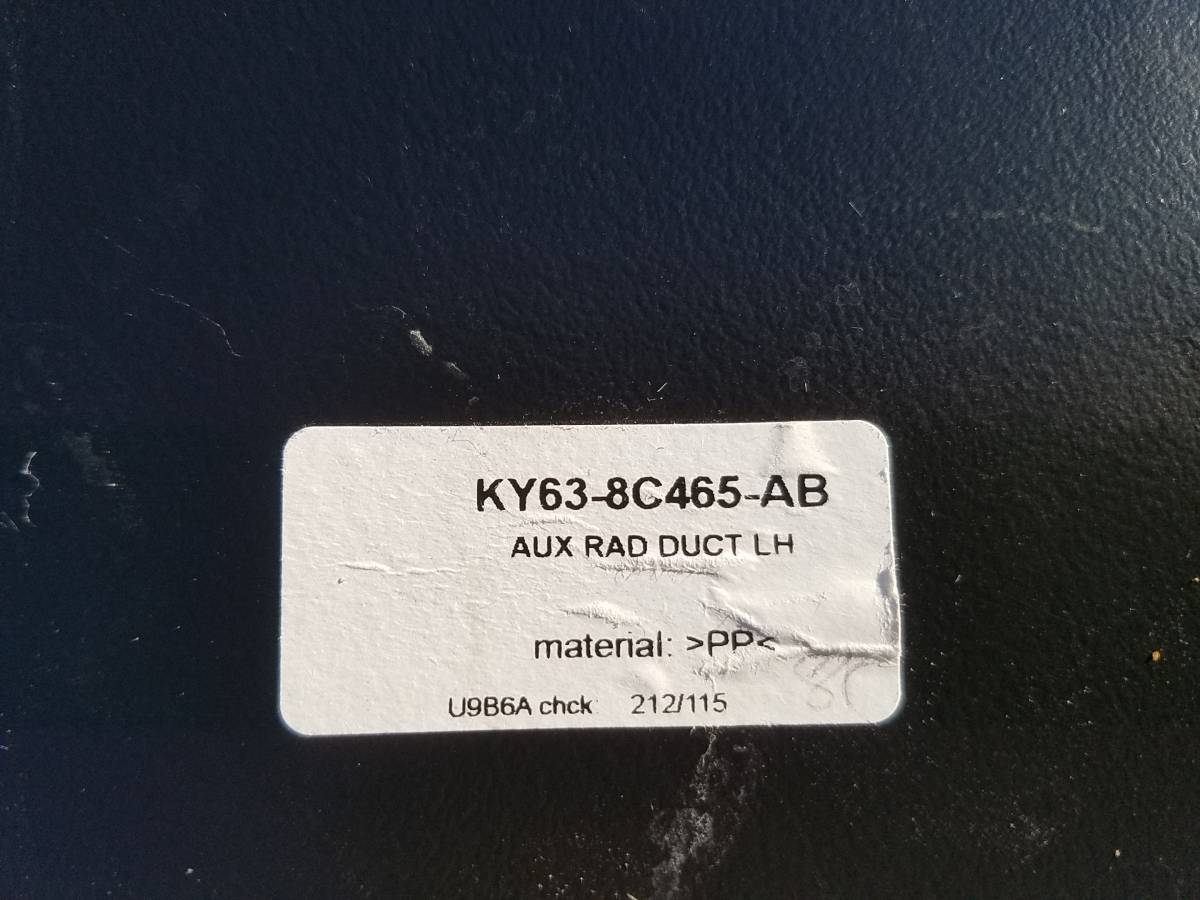 KY63-8C465-AB
AUX RAD DUCT LH
material: >PP<
U9B6A chck: 212/115